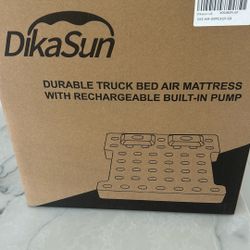 DikaSun
DURABLE TRUCK BED AIR MATTRESS
WITH RECHARGEABLE BUILT-IN PUMP